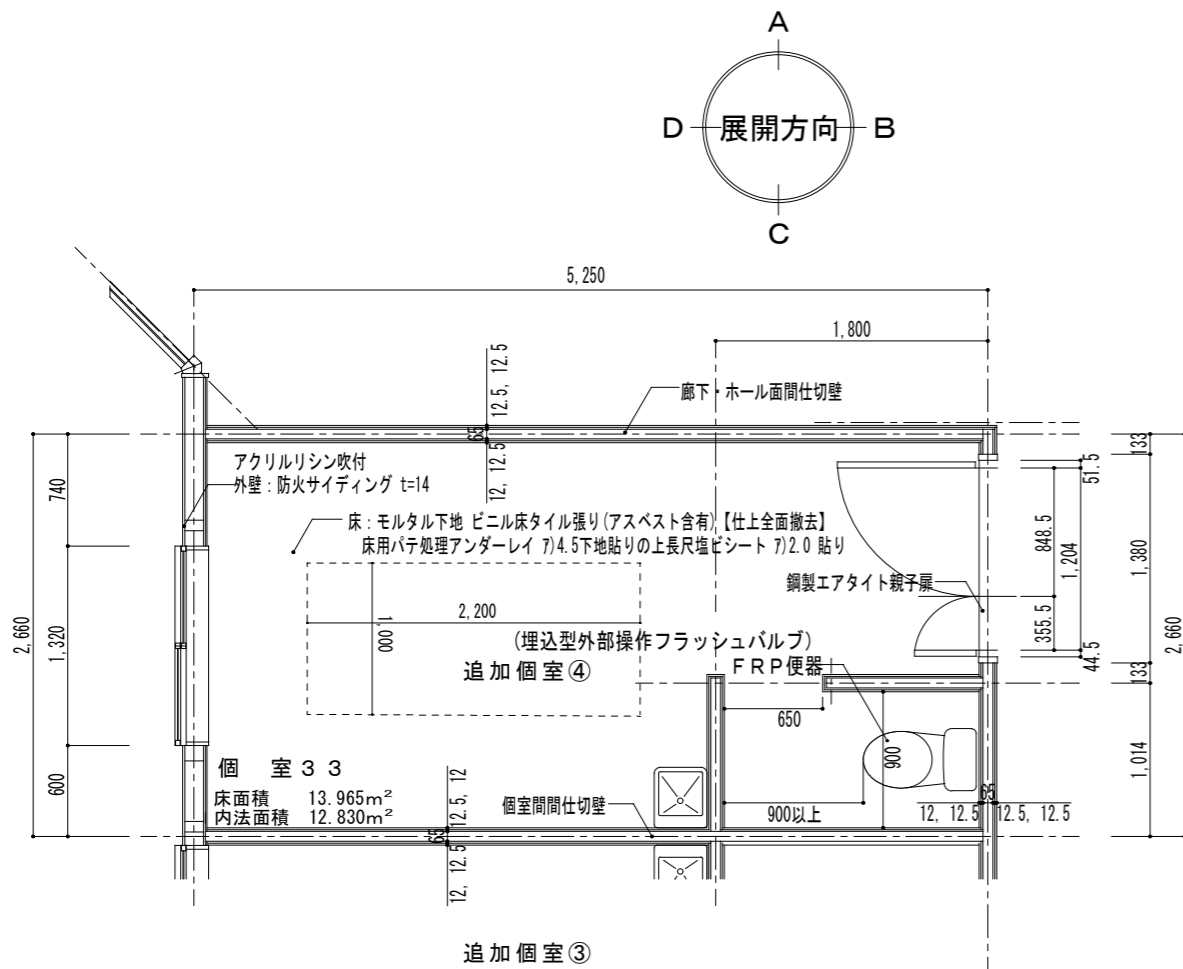 A
D
展開方向
B
C
5,250
1,800
12.5, 12.5
65
12, 12.5
廊下・ホール面間仕切壁
アクリルリシン吹付
外壁：防火サイディング t=14
床：モルタル下地 ビニル床タイル張り(アスベスト含有)【仕上全面撤去】
床用パテ処理アンダーレイ ｱ)4.5下地貼りの上長尺塩ビシート ｱ)2.0 貼り
鋼製エアタイト親子扉
133
51.5
848.5
1,204
1,380
355.5
44.5
133
2,660
1,014
740
2,660
1,320
600
2,200
1,000
(埋込型外部操作フラッシュバルブ)
追加個室④
FRP便器
650
900
900以上
65
12, 12.5
12.5, 12.5
個 室33
床面積 13.965m²
内法面積 12.830m²
個室間間仕切壁
12.5, 12
65
12, 12.5
追加個室③